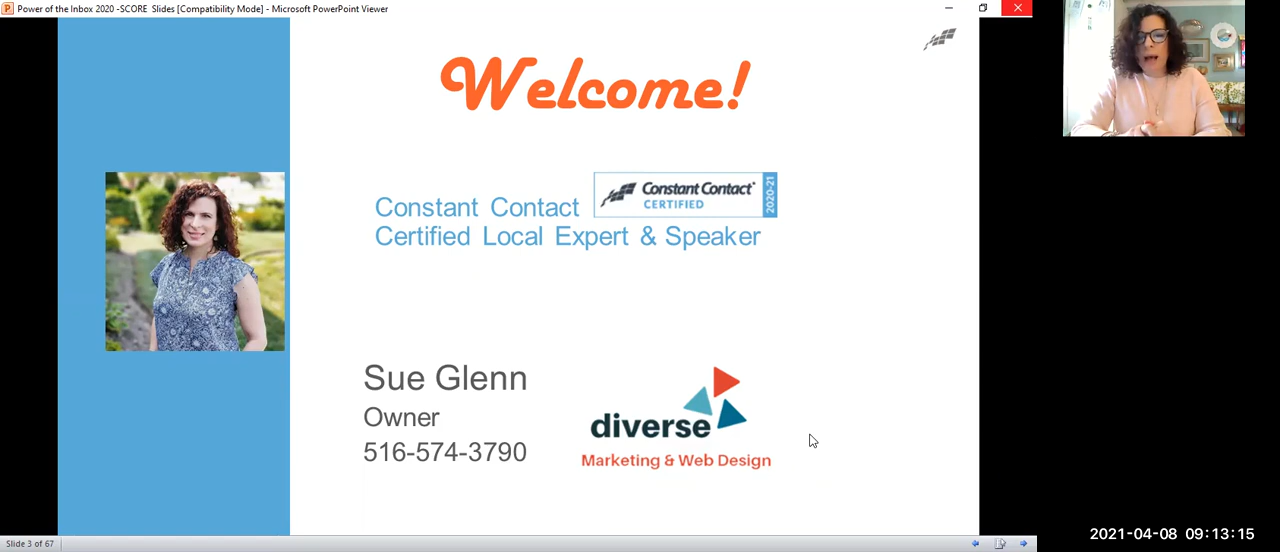 Power of the Inbox 2020 -SCORE Slides [Compatibility Mode] - Microsoft PowerPoint Viewer
Welcome!
Constant Contact
Certified Local Expert & Speaker
Constant Contact
CERTIFIED
2020-21
Sue Glenn
Owner
516-574-3790
diverse
Marketing & Web Design
Slide 3 of 67
2021-04-08 09:13:15